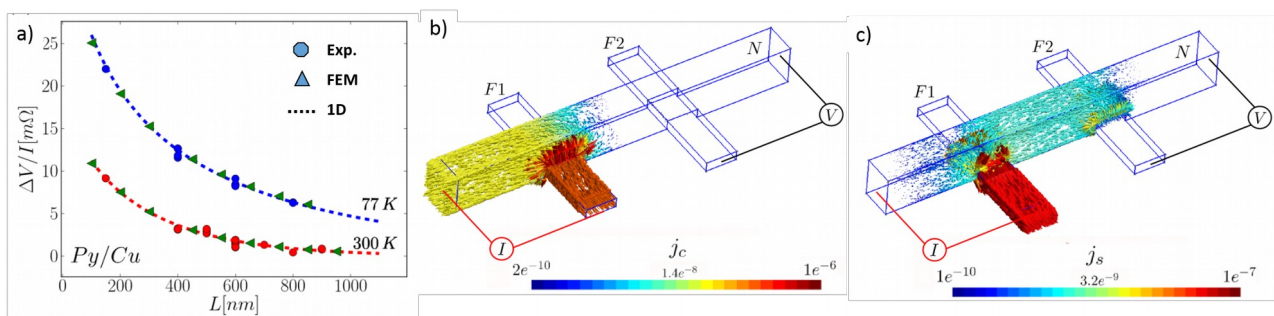 a)
25
20
15
10
5
0
ΔV/I[mΩ]
Exp.
FEM
1D
77 K
300 K
Py/Cu
0 200 400 600 800 1000
L[nm]
b)
F1
F2
N
V
I
j_c
2e^{-10} 1.4e^{-8} 1e^{-6}
c)
F1
F2
N
V
I
j_s
1e^{-10} 3.2e^{-9} 1e^{-7}